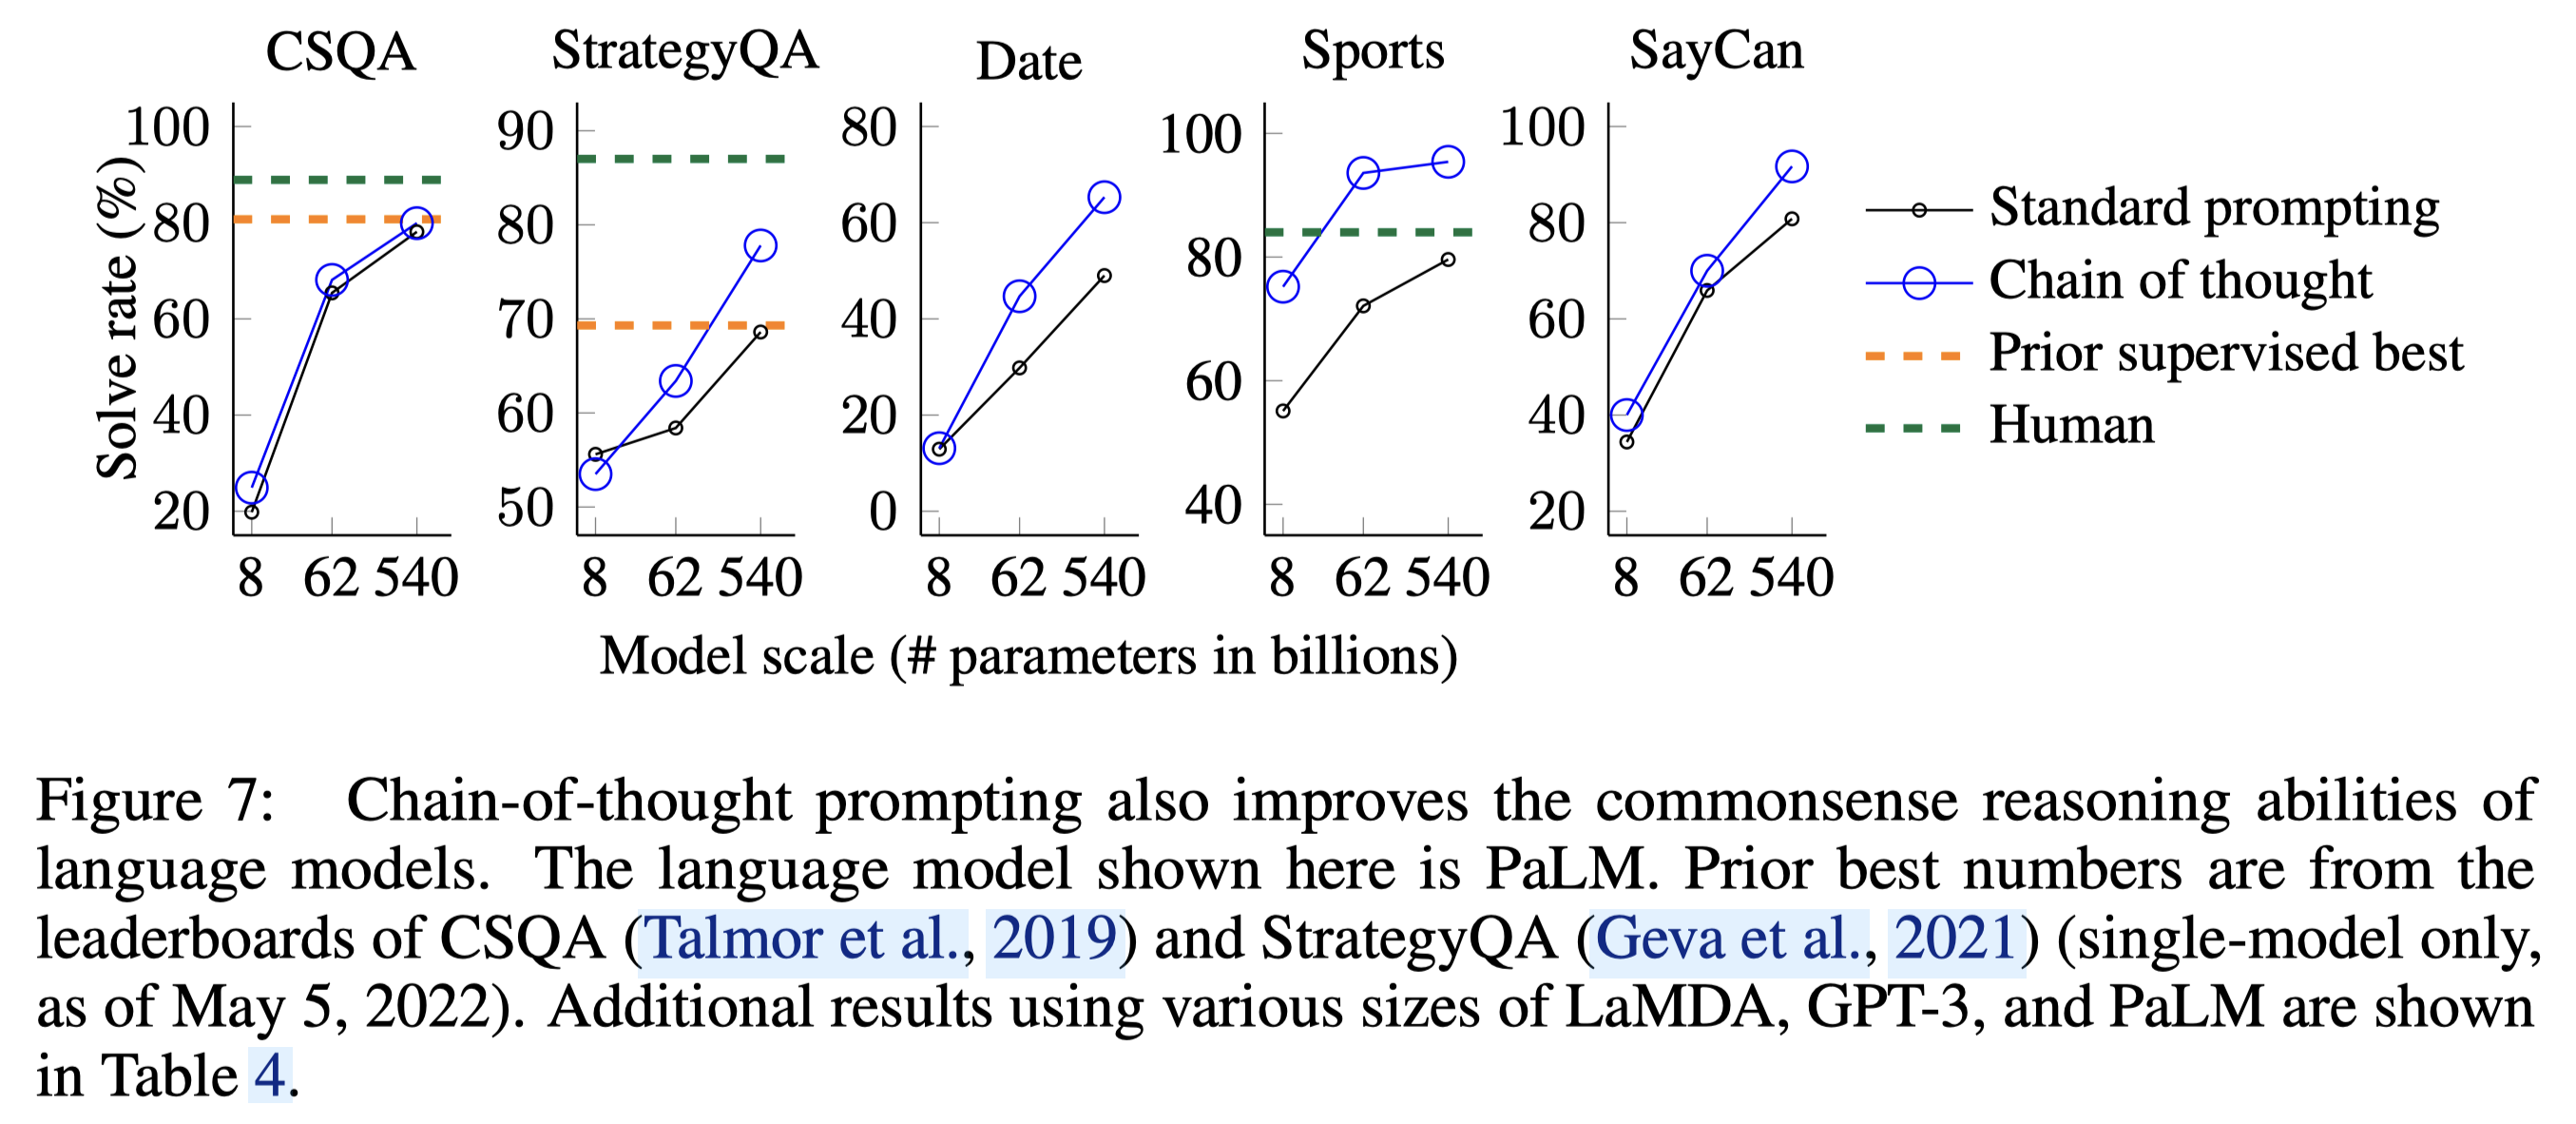 CSQA
StrategyQA
Date
Sports
SayCan
Solve rate (%)
100
80
60
40
20
8 62 540
90
80
70
60
50
8 62 540
80
60
40
20
0
8 62 540
100
80
60
40
8 62 540
100
80
60
40
20
8 62 540
Model scale (# parameters in billions)
Standard prompting
Chain of thought
Prior supervised best
Human
Figure 7: Chain-of-thought prompting also improves the commonsense reasoning abilities of
language models. The language model shown here is PaLM. Prior best numbers are from the
leaderboards of CSQA (Talmor et al., 2019) and StrategyQA (Geva et al., 2021) (single-model only,
as of May 5, 2022). Additional results using various sizes of LaMDA, GPT-3, and PaLM are shown
in Table 4.